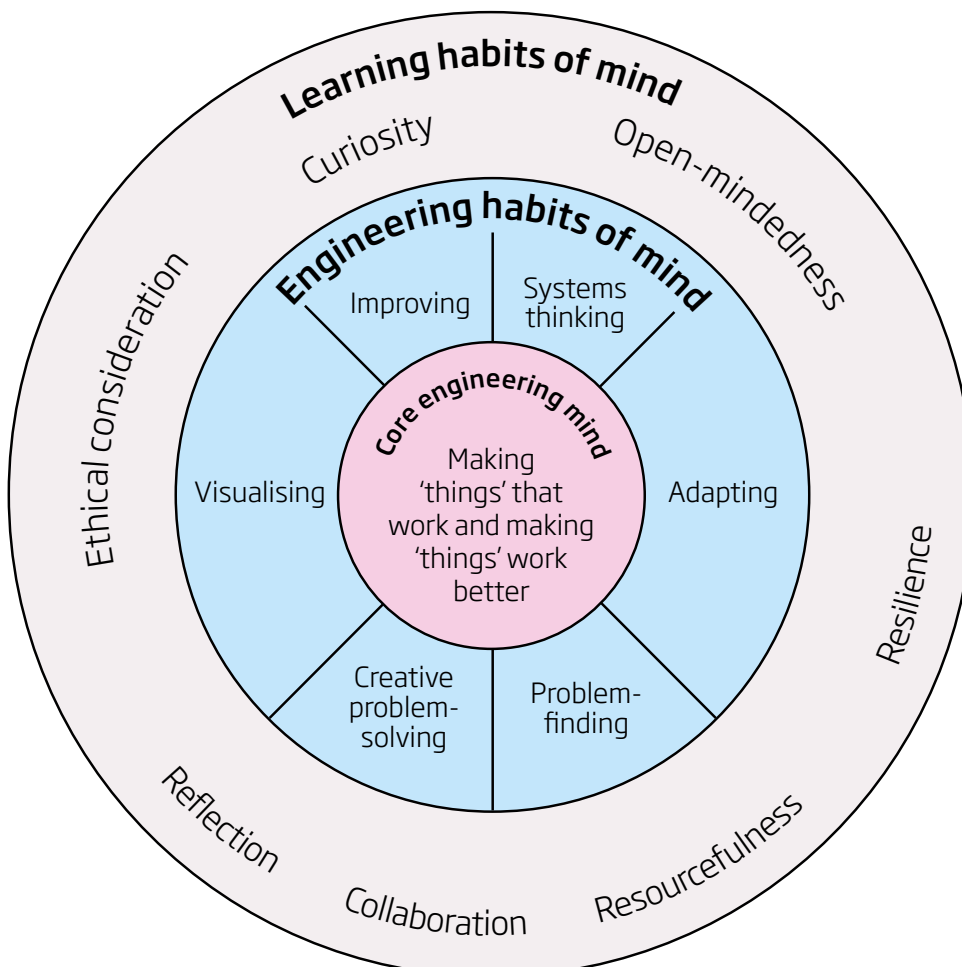 Learning habits of mind
Curiosity
Open-mindedness
Ethical consideration
Resilience
Reflection
Collaboration
Resourcefulness
Engineering habits of mind
Improving
Systems
thinking
Visualising
Adapting
Creative
problem-
solving
Problem-
finding
Core engineering mind
Making
‘things’ that
work and making
‘things’ work
better